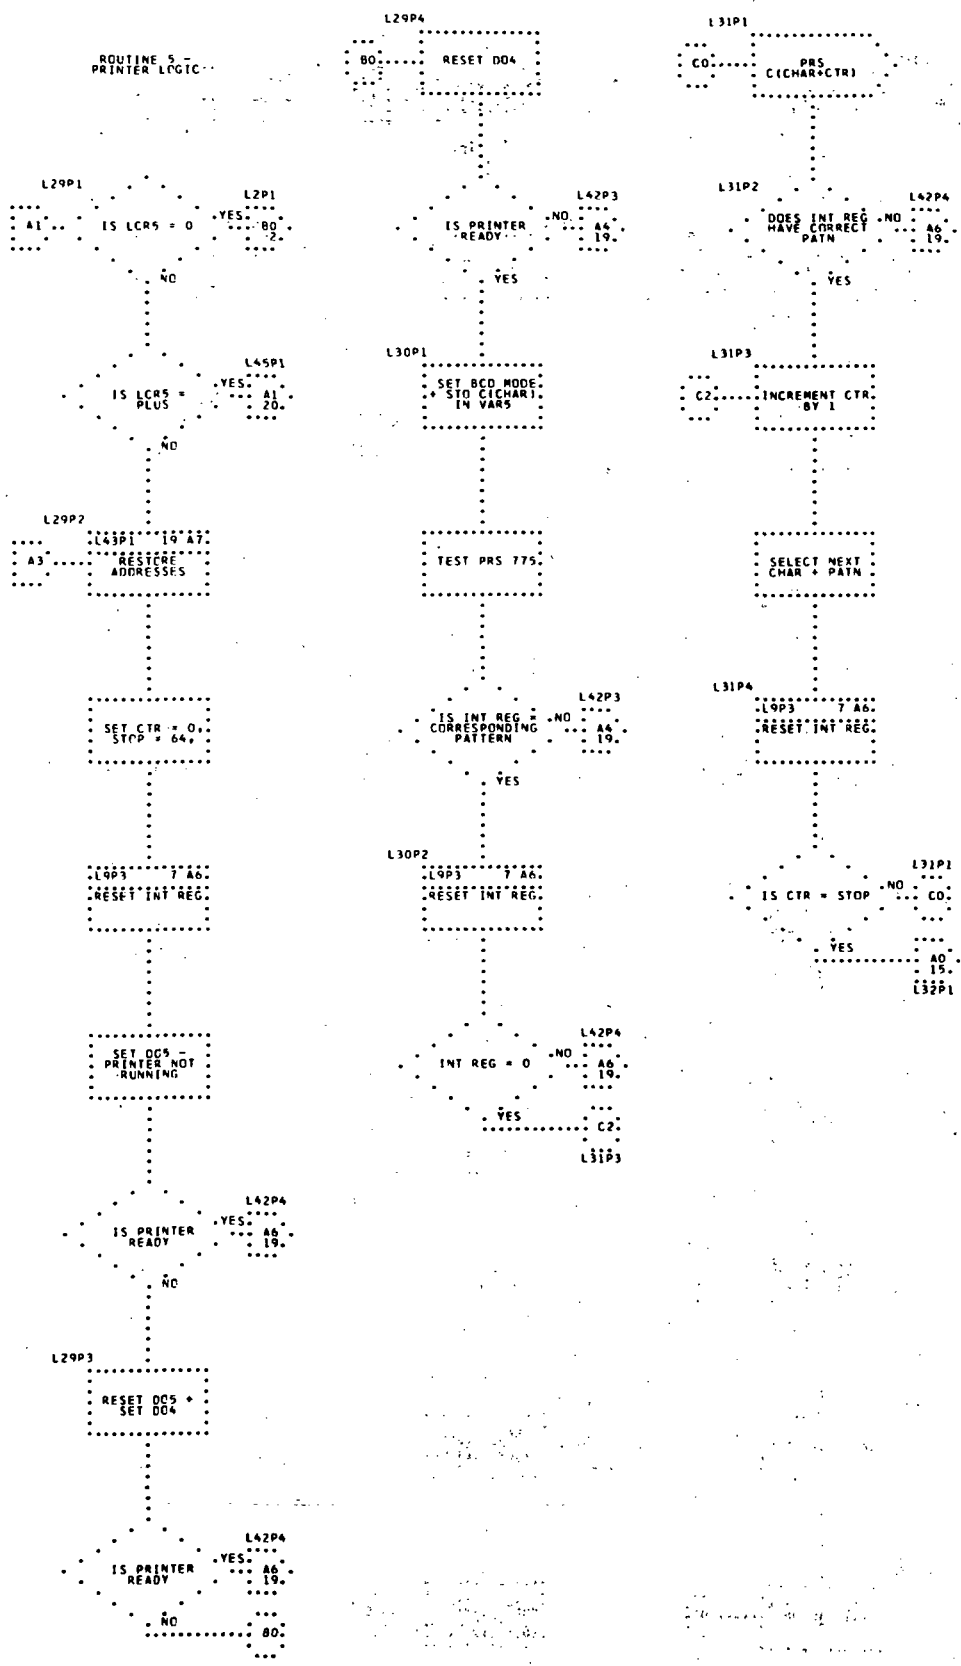 ROUTINE 5 -
PRINTER LOGIC
L29P1
A1
IS LCR5 = 0
YES
L2P1
B0
2
NO
IS LCR5 =
PLUS
YES
L45P1
A1
20
NO
L29P2
A3
L43P1 19 A7
RESTORE
ADDRESSES
SET CTR = 0,
STOP = 64,
L9P3 7 A6
RESET INT REG
SET DO5 -
PRINTER NOT
RUNNING
IS PRINTER
READY
YES
L42P4
A6
19
NO
L29P3
RESET DO5 +
SET DO4
IS PRINTER
READY
YES
L42P4
A6
19
NO
B0
L29P4
B0
RESET DO4
IS PRINTER
READY
NO
L42P3
A4
19
YES
L30P1
SET BCD MODE
+ STO C(CHAR)
IN VAR5
TEST PRS 775
IS INT REG =
CORRESPONDING
PATTERN
NO
L42P3
A4
19
YES
L30P2
L9P3 7 A6
RESET INT REG
INT REG = 0
NO
L42P4
A6
19
YES
C2
L31P3
L31P1
C0
PRS
C(CHAR+CTR)
L31P2
DOES INT REG
HAVE CORRECT
PATN
NO
L42P4
A6
19
YES
L31P3
C2
INCREMENT CTR
BY 1
SELECT NEXT
CHAR + PATN
L31P4
L9P3 7 A6
RESET INT REG
IS CTR = STOP
NO
L31P1
C0
YES
A0
15
L32P1